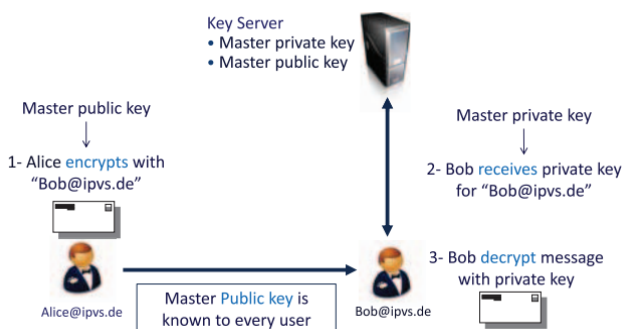 Key Server
• Master private key
• Master public key
Master public key
1- Alice encrypts with
“Bob@ipvs.de”
Master private key
2- Bob receives private key
for “Bob@ipvs.de”
3- Bob decrypt message
with private key
Alice@ipvs.de
Master Public key is
known to every user
Bob@ipvs.de